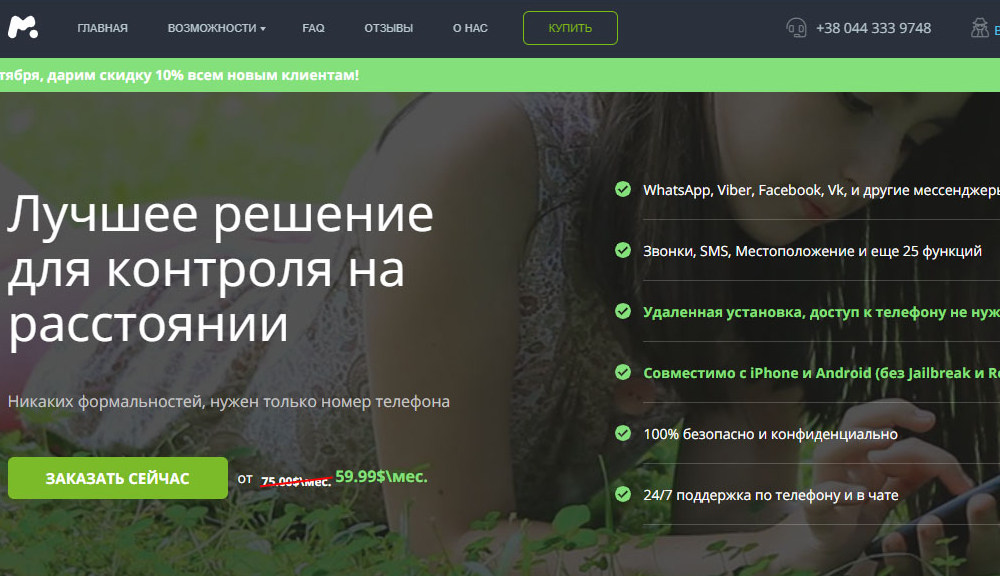 ГЛАВНАЯ ВОЗМОЖНОСТИ FAQ ОТЗЫВЫ О НАС КУПИТЬ +38 044 333 9748
тября, дарим скидку 10% всем новым клиентам!
Лучшее решение
для контроля на
расстоянии
Никаких формальностей, нужен только номер телефона
ЗАКАЗАТЬ СЕЙЧАС от 75.99$\мес. 59.99$\мес.
WhatsApp, Viber, Facebook, Vk, и другие мессенджеры
Звонки, SMS, Местоположение и еще 25 функций
Удаленная установка, доступ к телефону не нуж
Совместимо с iPhone и Android (без Jailbreak и Ro
100% безопасно и конфиденциально
24/7 поддержка по телефону и в чате